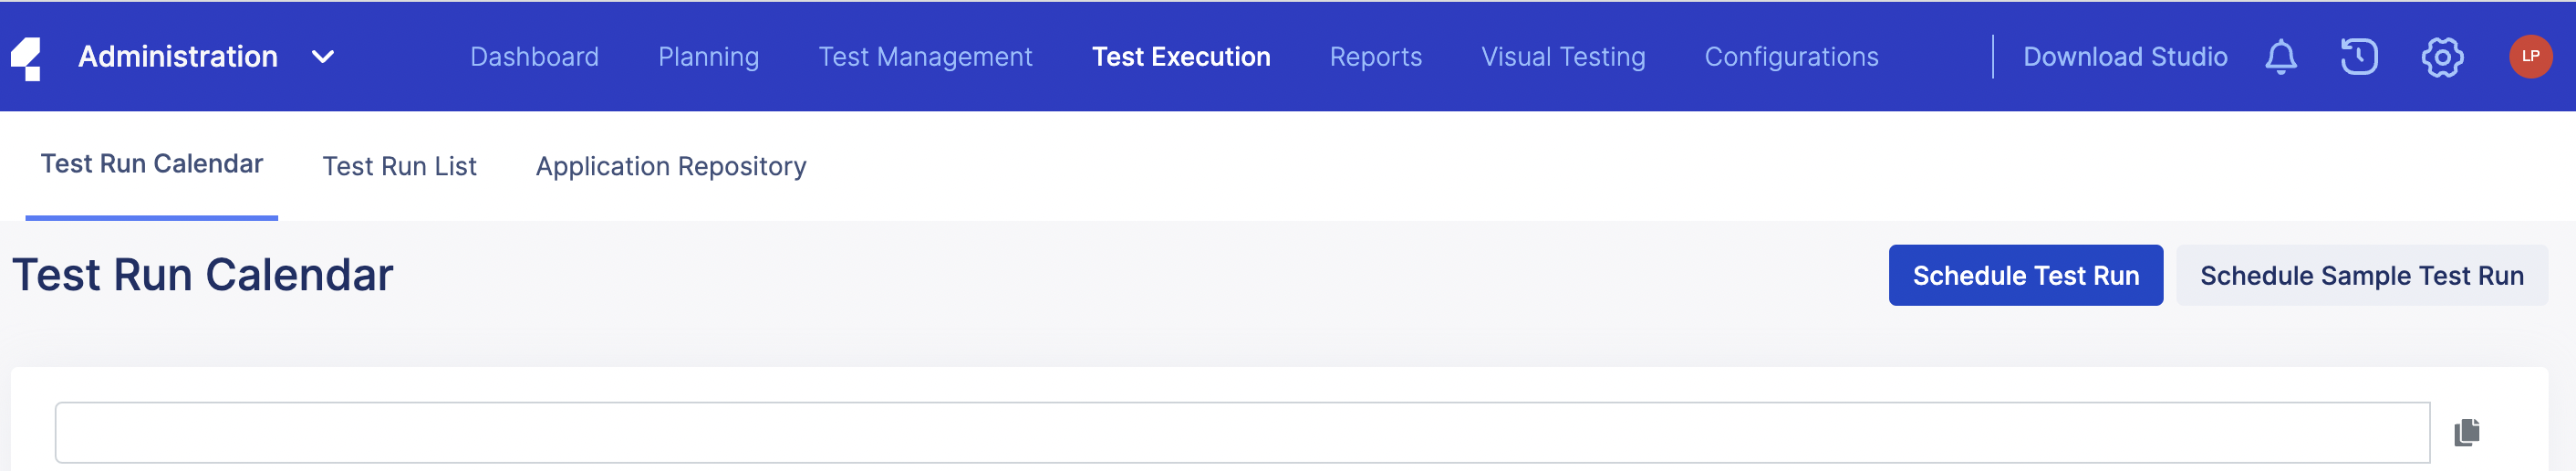 Administration Dashboard Planning Test Management Test Execution Reports Visual Testing Configurations Download Studio LP
Test Run Calendar Test Run List Application Repository
Test Run Calendar Schedule Test Run Schedule Sample Test Run